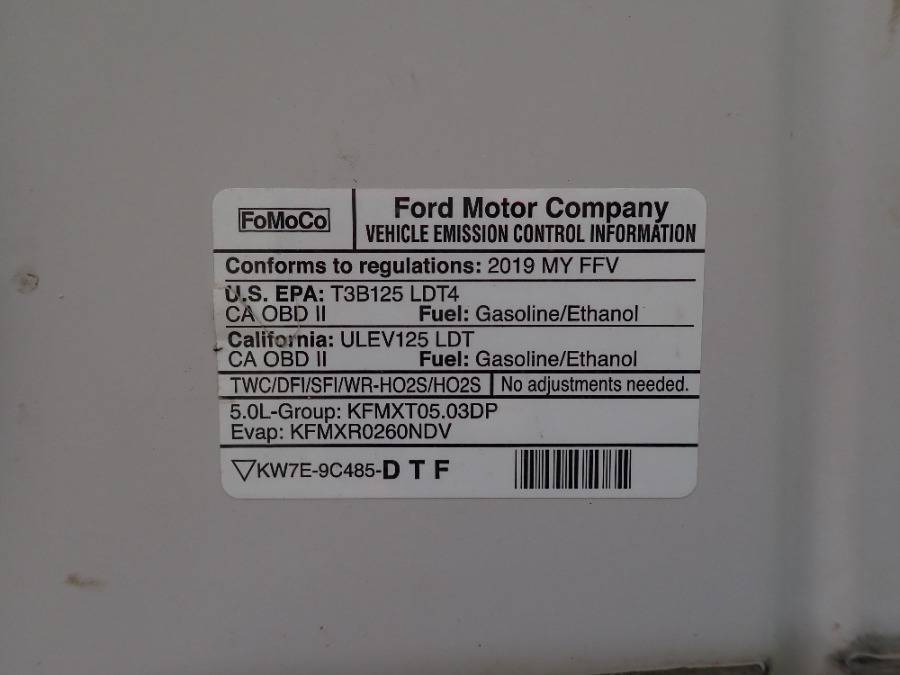 FoMoCo
Ford Motor Company
VEHICLE EMISSION CONTROL INFORMATION
Conforms to regulations: 2019 MY FFV
U.S. EPA: T3B125 LDT4
CA OBD II Fuel: Gasoline/Ethanol
California: ULEV125 LDT
CA OBD II Fuel: Gasoline/Ethanol
TWC/DFI/SFI/WR-HO2S/HO2S No adjustments needed.
5.0L-Group: KFMXT05.03DP
Evap: KFMXR0260NDV
▽KW7E-9C485-D T F